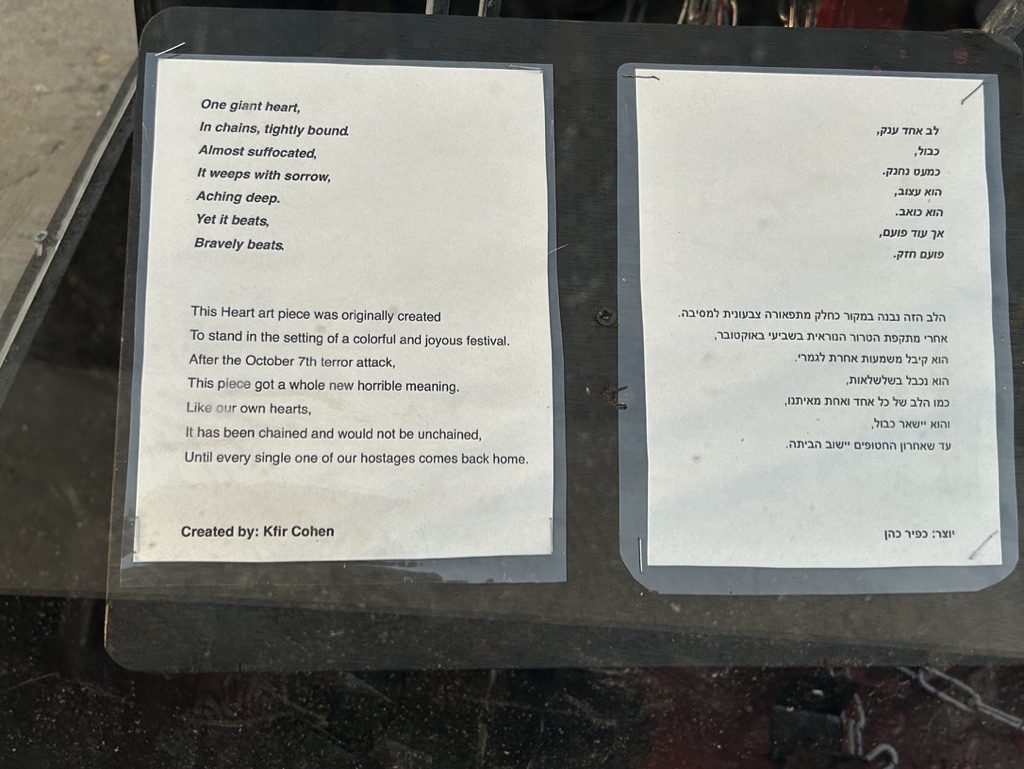 One giant heart,
In chains, tightly bound.
Almost suffocated,
It weeps with sorrow,
Aching deep.
Yet it beats,
Bravely beats.
This Heart art piece was originally created
To stand in the setting of a colorful and joyous festival.
After the October 7th terror attack,
This piece got a whole new horrible meaning.
Like our own hearts,
It has been chained and would not be unchained,
Until every single one of our hostages comes back home.
Created by: Kfir Cohen
לב אחד ענק,
כבול,
כמעט נחנק.
הוא עצוב,
הוא כואב.
אך עוד פועם,
פועם חזק.
הלב הזה נבנה במקור כחלק מתפאורה צבעונית למסיבה.
אחרי מתקפת הטרור הנוראית בשביעי באוקטובר,
הוא קיבל משמעות אחרת לגמרי.
הוא נכבל בשלשלאות,
כמו הלב של כל אחד ואחת מאיתנו,
והוא יישאר כבול,
עד שאחרון החטופים יישוב הביתה.
יוצר: כפיר כהן